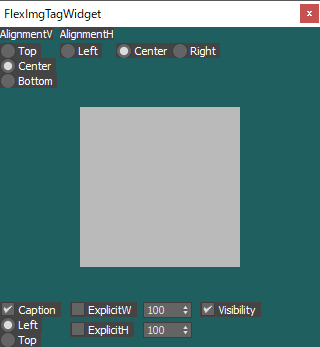 FlexImgTagWidget x
AlignmentV AlignmentH
Top Left Center Right
Center
Bottom
Caption ExplicitW 100 Visibility
Left ExplicitH 100
Top